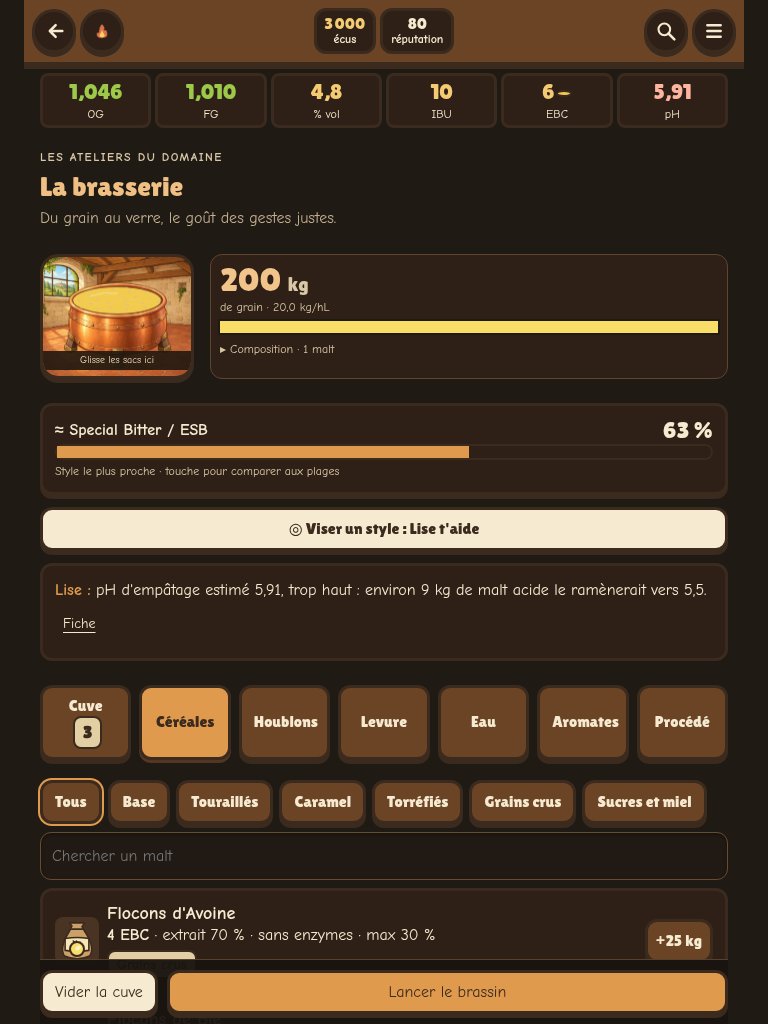 3 000
écus
80
réputation
1,046
OG
1,010
FG
4,8
% vol
10
IBU
6
EBC
5,91
pH
LES ATELIERS DU DOMAINE
La brasserie
Du grain au verre, le goût des gestes justes.
Glisse les sacs ici
200 kg
de grain · 20,0 kg/hL
▸ Composition · 1 malt
≈ Special Bitter / ESB
63 %
Style le plus proche · touche pour comparer aux plages
◎ Viser un style : Lise t'aide
Lise : pH d'empâtage estimé 5,91, trop haut : environ 9 kg de malt acide le ramènerait vers 5,5.
Fiche
Cuve
3
Céréales
Houblons
Levure
Eau
Aromates
Procédé
Tous
Base
Touraillés
Caramel
Torréfiés
Grains crus
Sucres et miel
Chercher un malt
Flocons d'Avoine
4 EBC · extrait 70 % · sans enzymes · max 30 %
+25 kg
Vider la cuve
Lancer le brassin